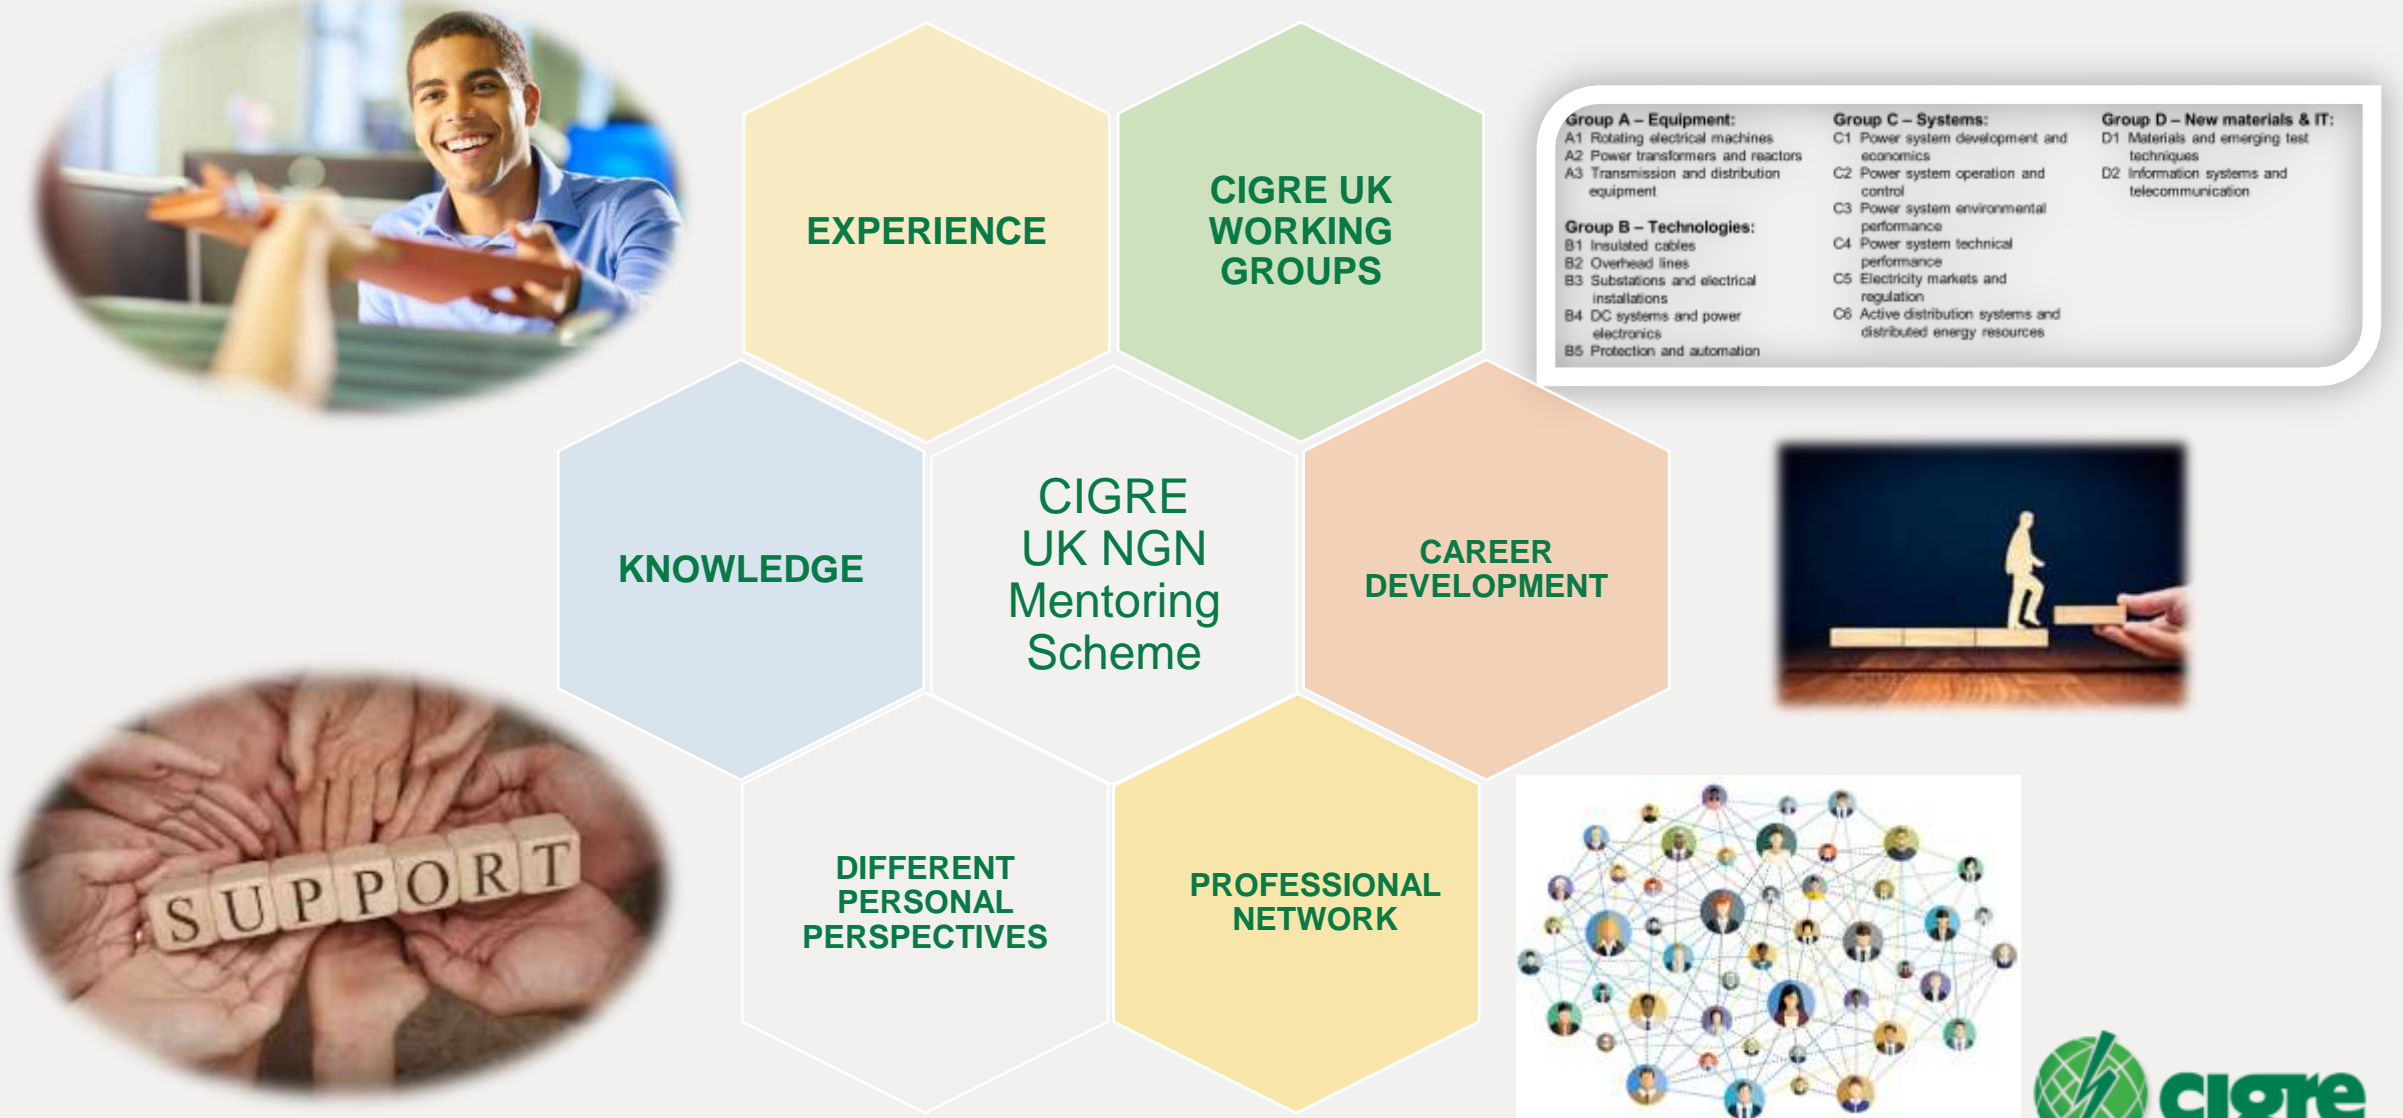 EXPERIENCE
CIGRE UK
WORKING
GROUPS
Group A – Equipment:
A1 Rotating electrical machines
A2 Power transformers and reactors
A3 Transmission and distribution
equipment
Group B – Technologies:
B1 Insulated cables
B2 Overhead lines
B3 Substations and electrical
installations
B4 DC systems and power
electronics
B5 Protection and automation
Group C – Systems:
C1 Power system development and
economics
C2 Power system operation and
control
C3 Power system environmental
performance
C4 Power system technical
performance
C5 Electricity markets and
regulation
C6 Active distribution systems and
distributed energy resources
Group D – New materials & IT:
D1 Materials and emerging test
techniques
D2 Information systems and
telecommunication
KNOWLEDGE
CIGRE
UK NGN
Mentoring
Scheme
CAREER
DEVELOPMENT
SUPPORT
DIFFERENT
PERSONAL
PERSPECTIVES
PROFESSIONAL
NETWORK
cigre